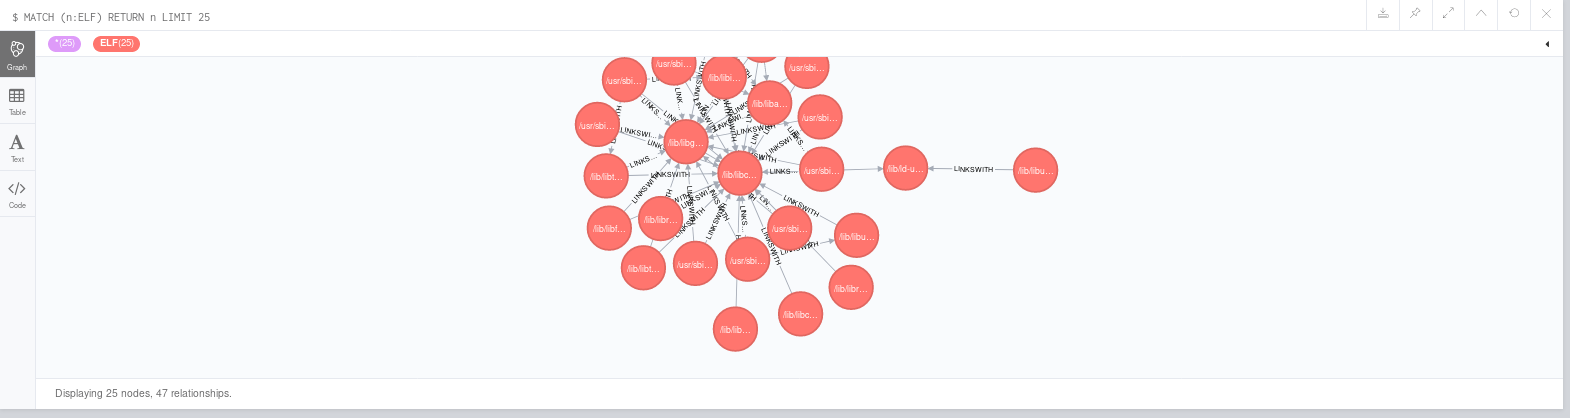 $ MATCH (n:ELF) RETURN n LIMIT 25
*(25) ELF(25)
Graph
Table
Text
Code
/usr/sbi...
/usr/sbi...
/lib/libi...
/usr/sbi...
/lib/liba...
/usr/sbi...
/usr/sbi...
/lib/libg...
/lib/libt...
/lib/libc...
/usr/sbi...
/lib/ld-u...
LINKSWITH
/lib/libu...
/lib/libf...
/lib/libr...
/usr/sbi...
/lib/libu...
/lib/libt...
/usr/sbi...
/usr/sbi...
/lib/libr...
/lib/libc...
/lib/lib...
LINKSWI...
LINKS...
LINKSWITH
LINKSWITH
LINKSWITH
LINKSWITH
LINKS...
Displaying 25 nodes, 47 relationships.